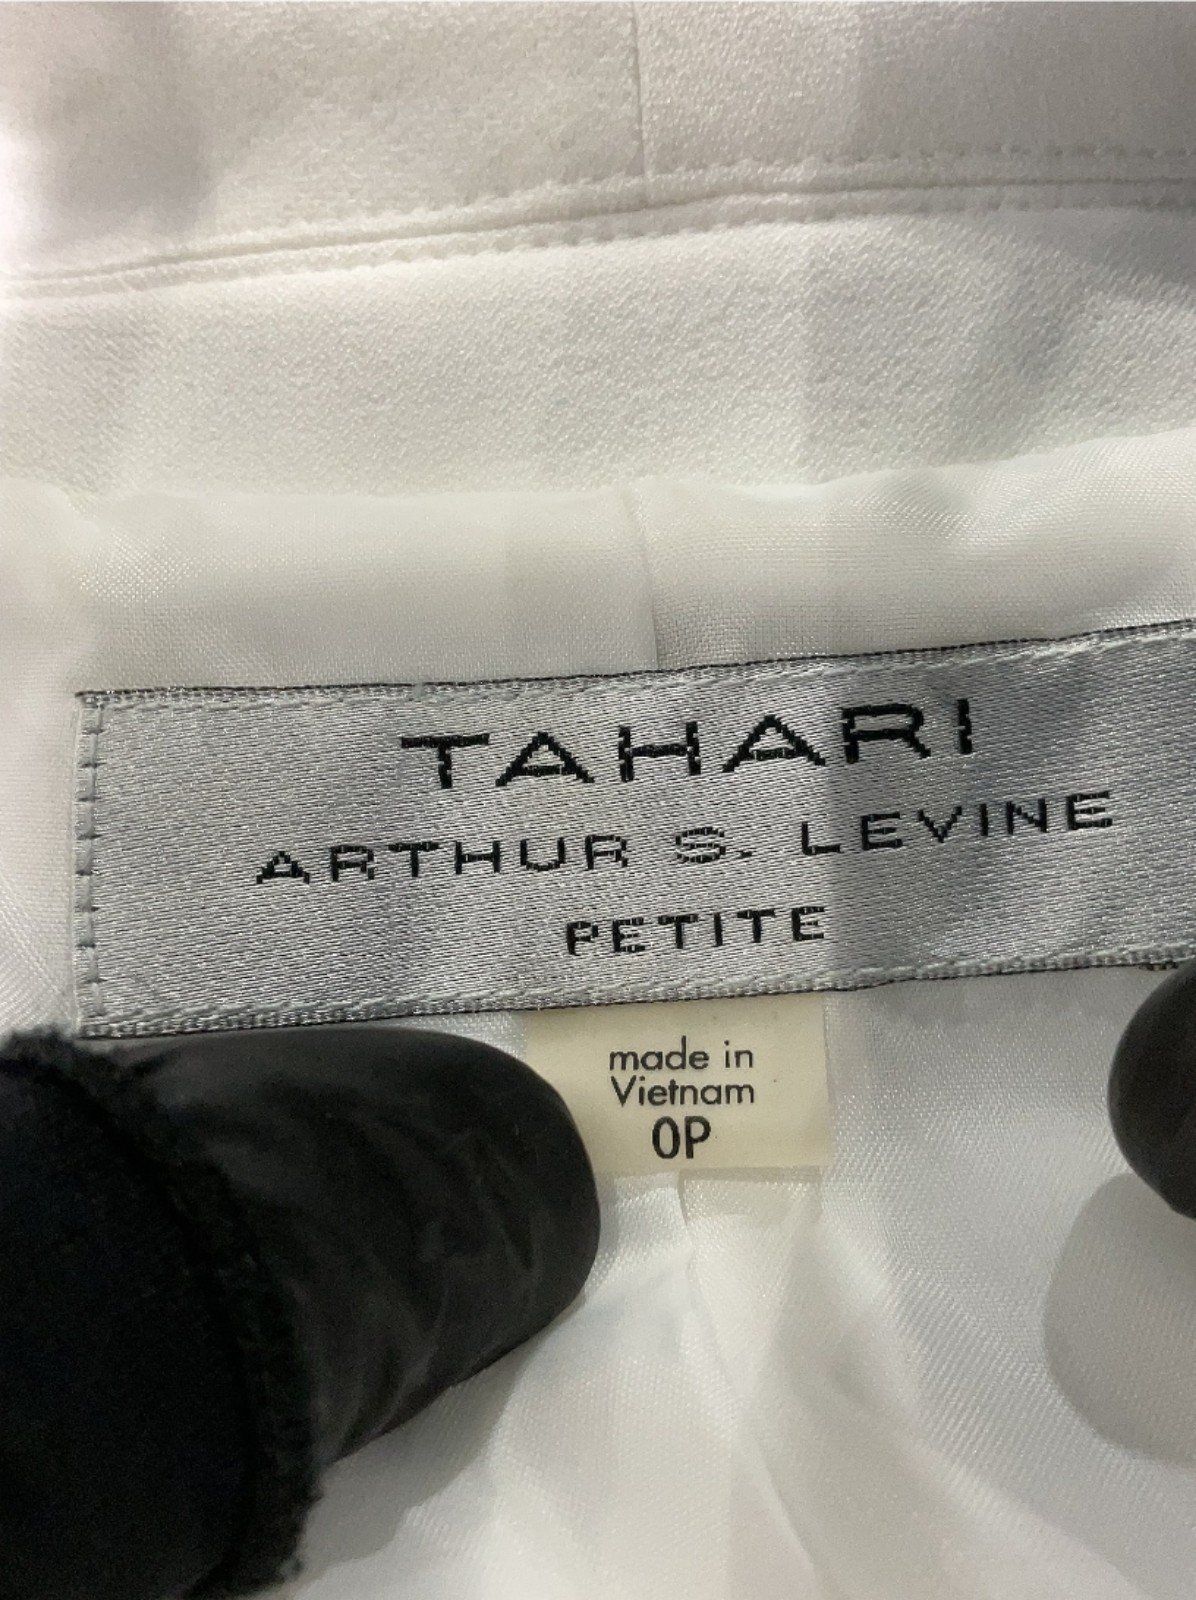 TAHARI
ARTHUR S. LEVINE
PETITE
made in
Vietnam
0P